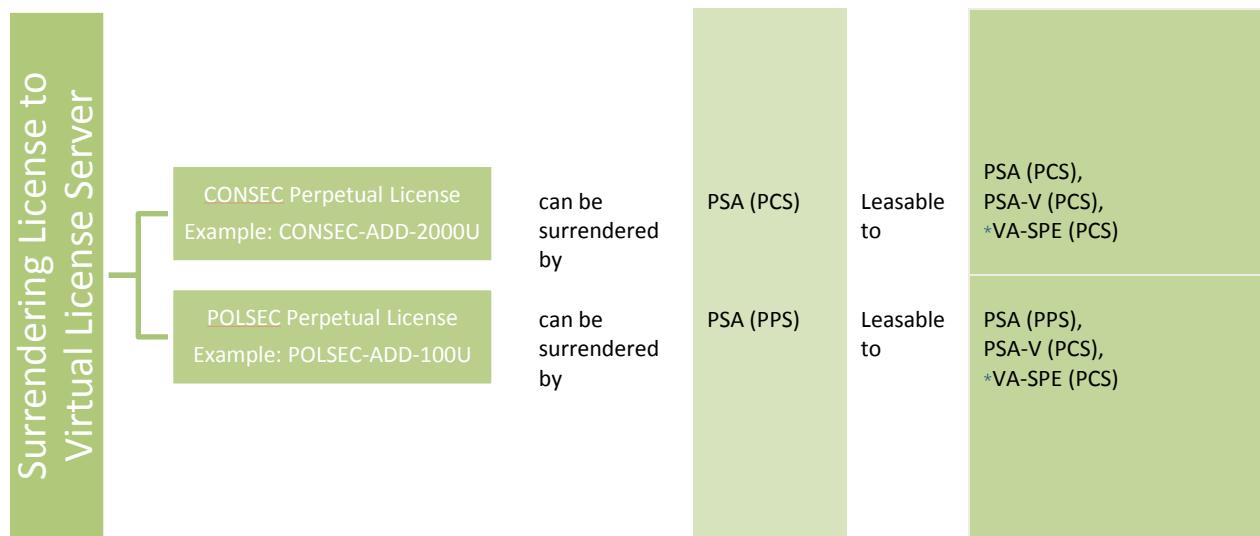 Surrendering License to
Virtual License Server
CONSEC Perpetual License
Example: CONSEC-ADD-2000U
can be
surrendered
by
PSA (PCS)
Leasable
to
PSA (PCS),
PSA-V (PCS),
*VA-SPE (PCS)
POLSEC Perpetual License
Example: POLSEC-ADD-100U
can be
surrendered
by
PSA (PPS)
Leasable
to
PSA (PPS),
PSA-V (PCS),
*VA-SPE (PCS)